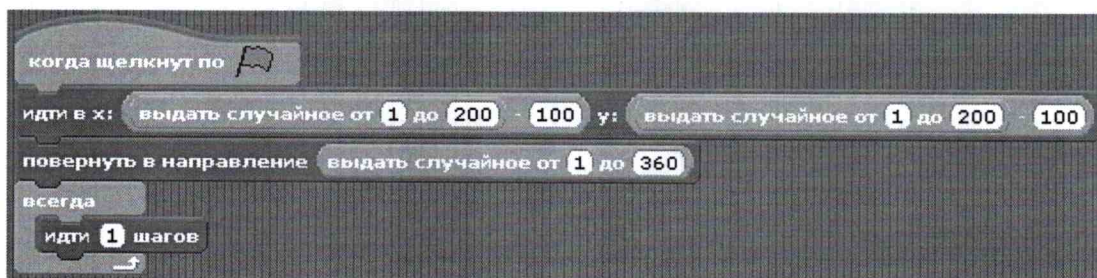 когда щелкнут по
идти в x: выдать случайное от 1 до 200 - 100 y: выдать случайное от 1 до 200 - 100
повернуть в направление выдать случайное от 1 до 360
всегда
идти 1 шагов